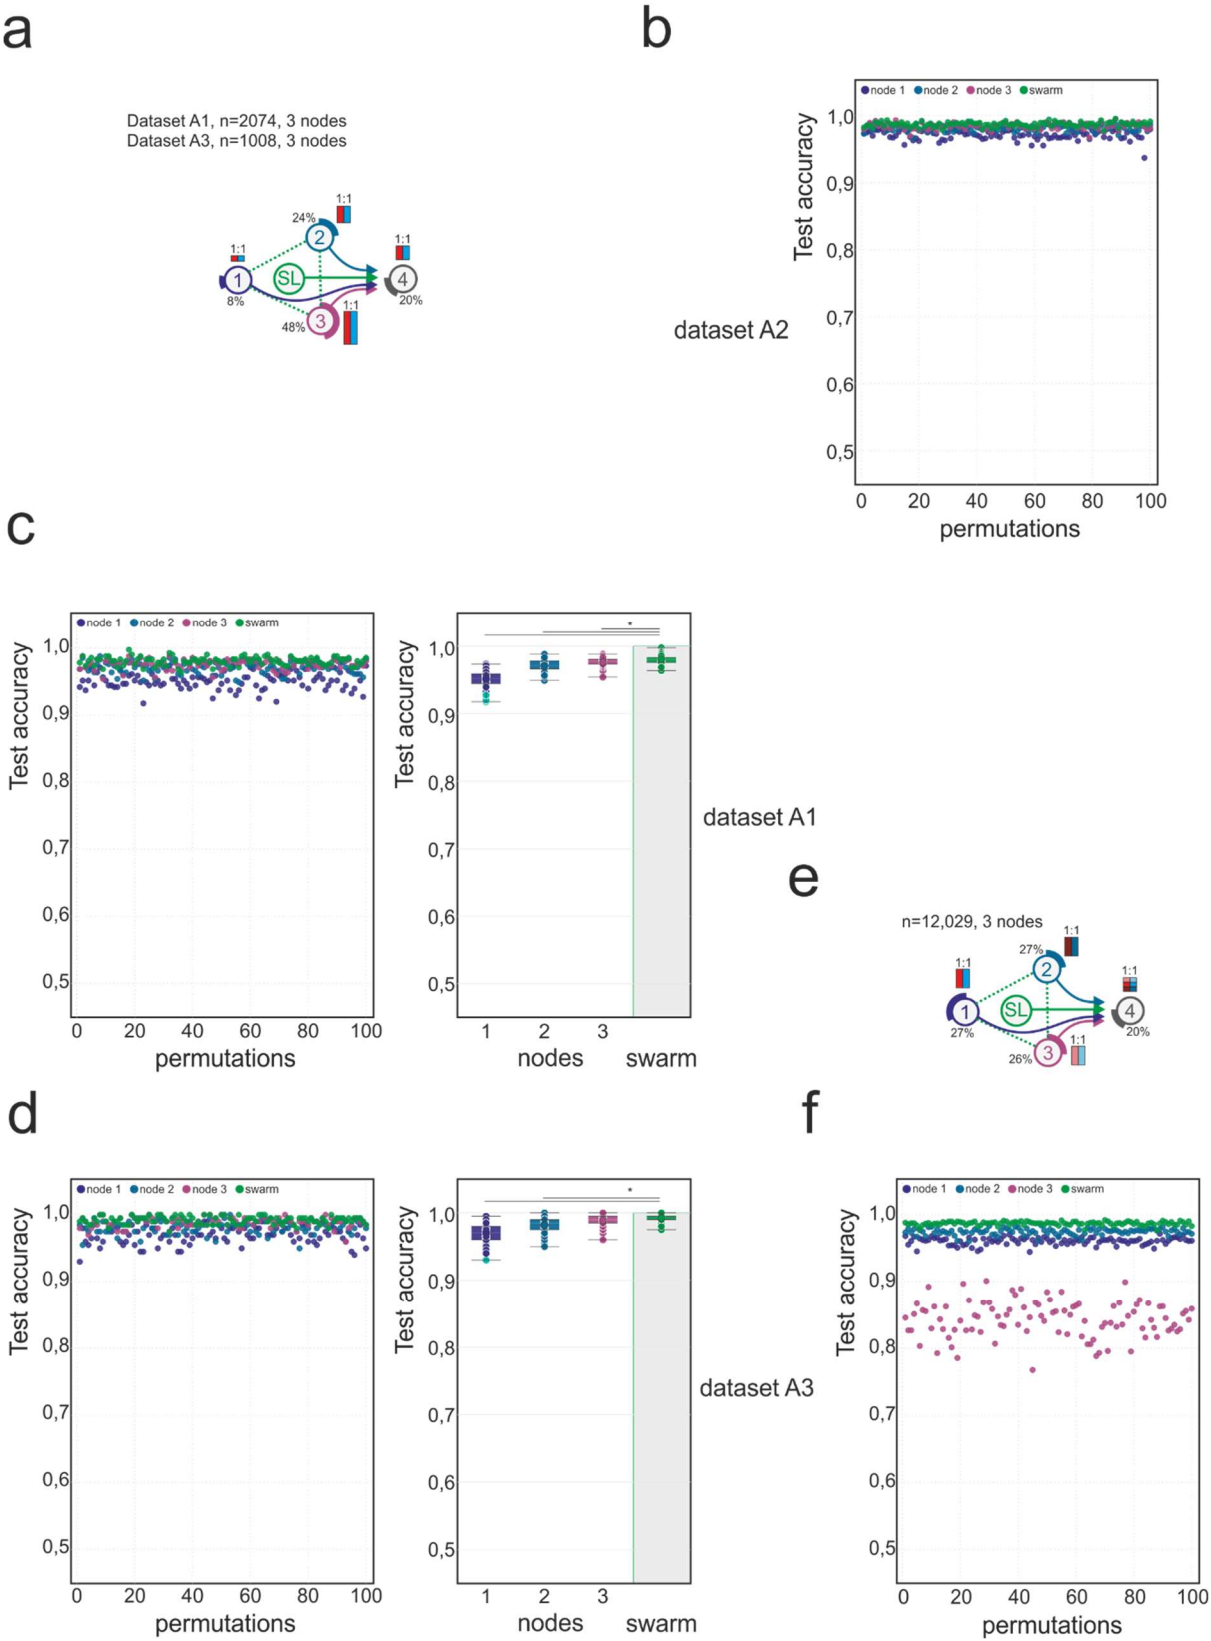 a
Dataset A1, n=2074, 3 nodes
Dataset A3, n=1008, 3 nodes
1:1
24%
2
1:1
1:1
1
SL
4
8%
20%
1:1
48%
3
b
node 1 node 2 node 3 swarm
Test accuracy
1,0
0,9
0,8
0,7
0,6
0,5
0 20 40 60 80 100
permutations
dataset A2
c
node 1 node 2 node 3 swarm
Test accuracy
1,0
0,9
0,8
0,7
0,6
0,5
0 20 40 60 80 100
permutations
*
Test accuracy
1,0
0,9
0,8
0,7
0,6
0,5
1 2 3
nodes swarm
dataset A1
d
node 1 node 2 node 3 swarm
Test accuracy
1,0
0,9
0,8
0,7
0,6
0,5
0 20 40 60 80 100
permutations
*
Test accuracy
1,0
0,9
0,8
0,7
0,6
0,5
1 2 3
nodes swarm
dataset A3
e
n=12,029, 3 nodes
1:1
27%
2
1:1
1:1
1
SL
4
27%
20%
1:1
26%
3
f
node 1 node 2 node 3 swarm
Test accuracy
1,0
0,9
0,8
0,7
0,6
0,5
0 20 40 60 80 100
permutations